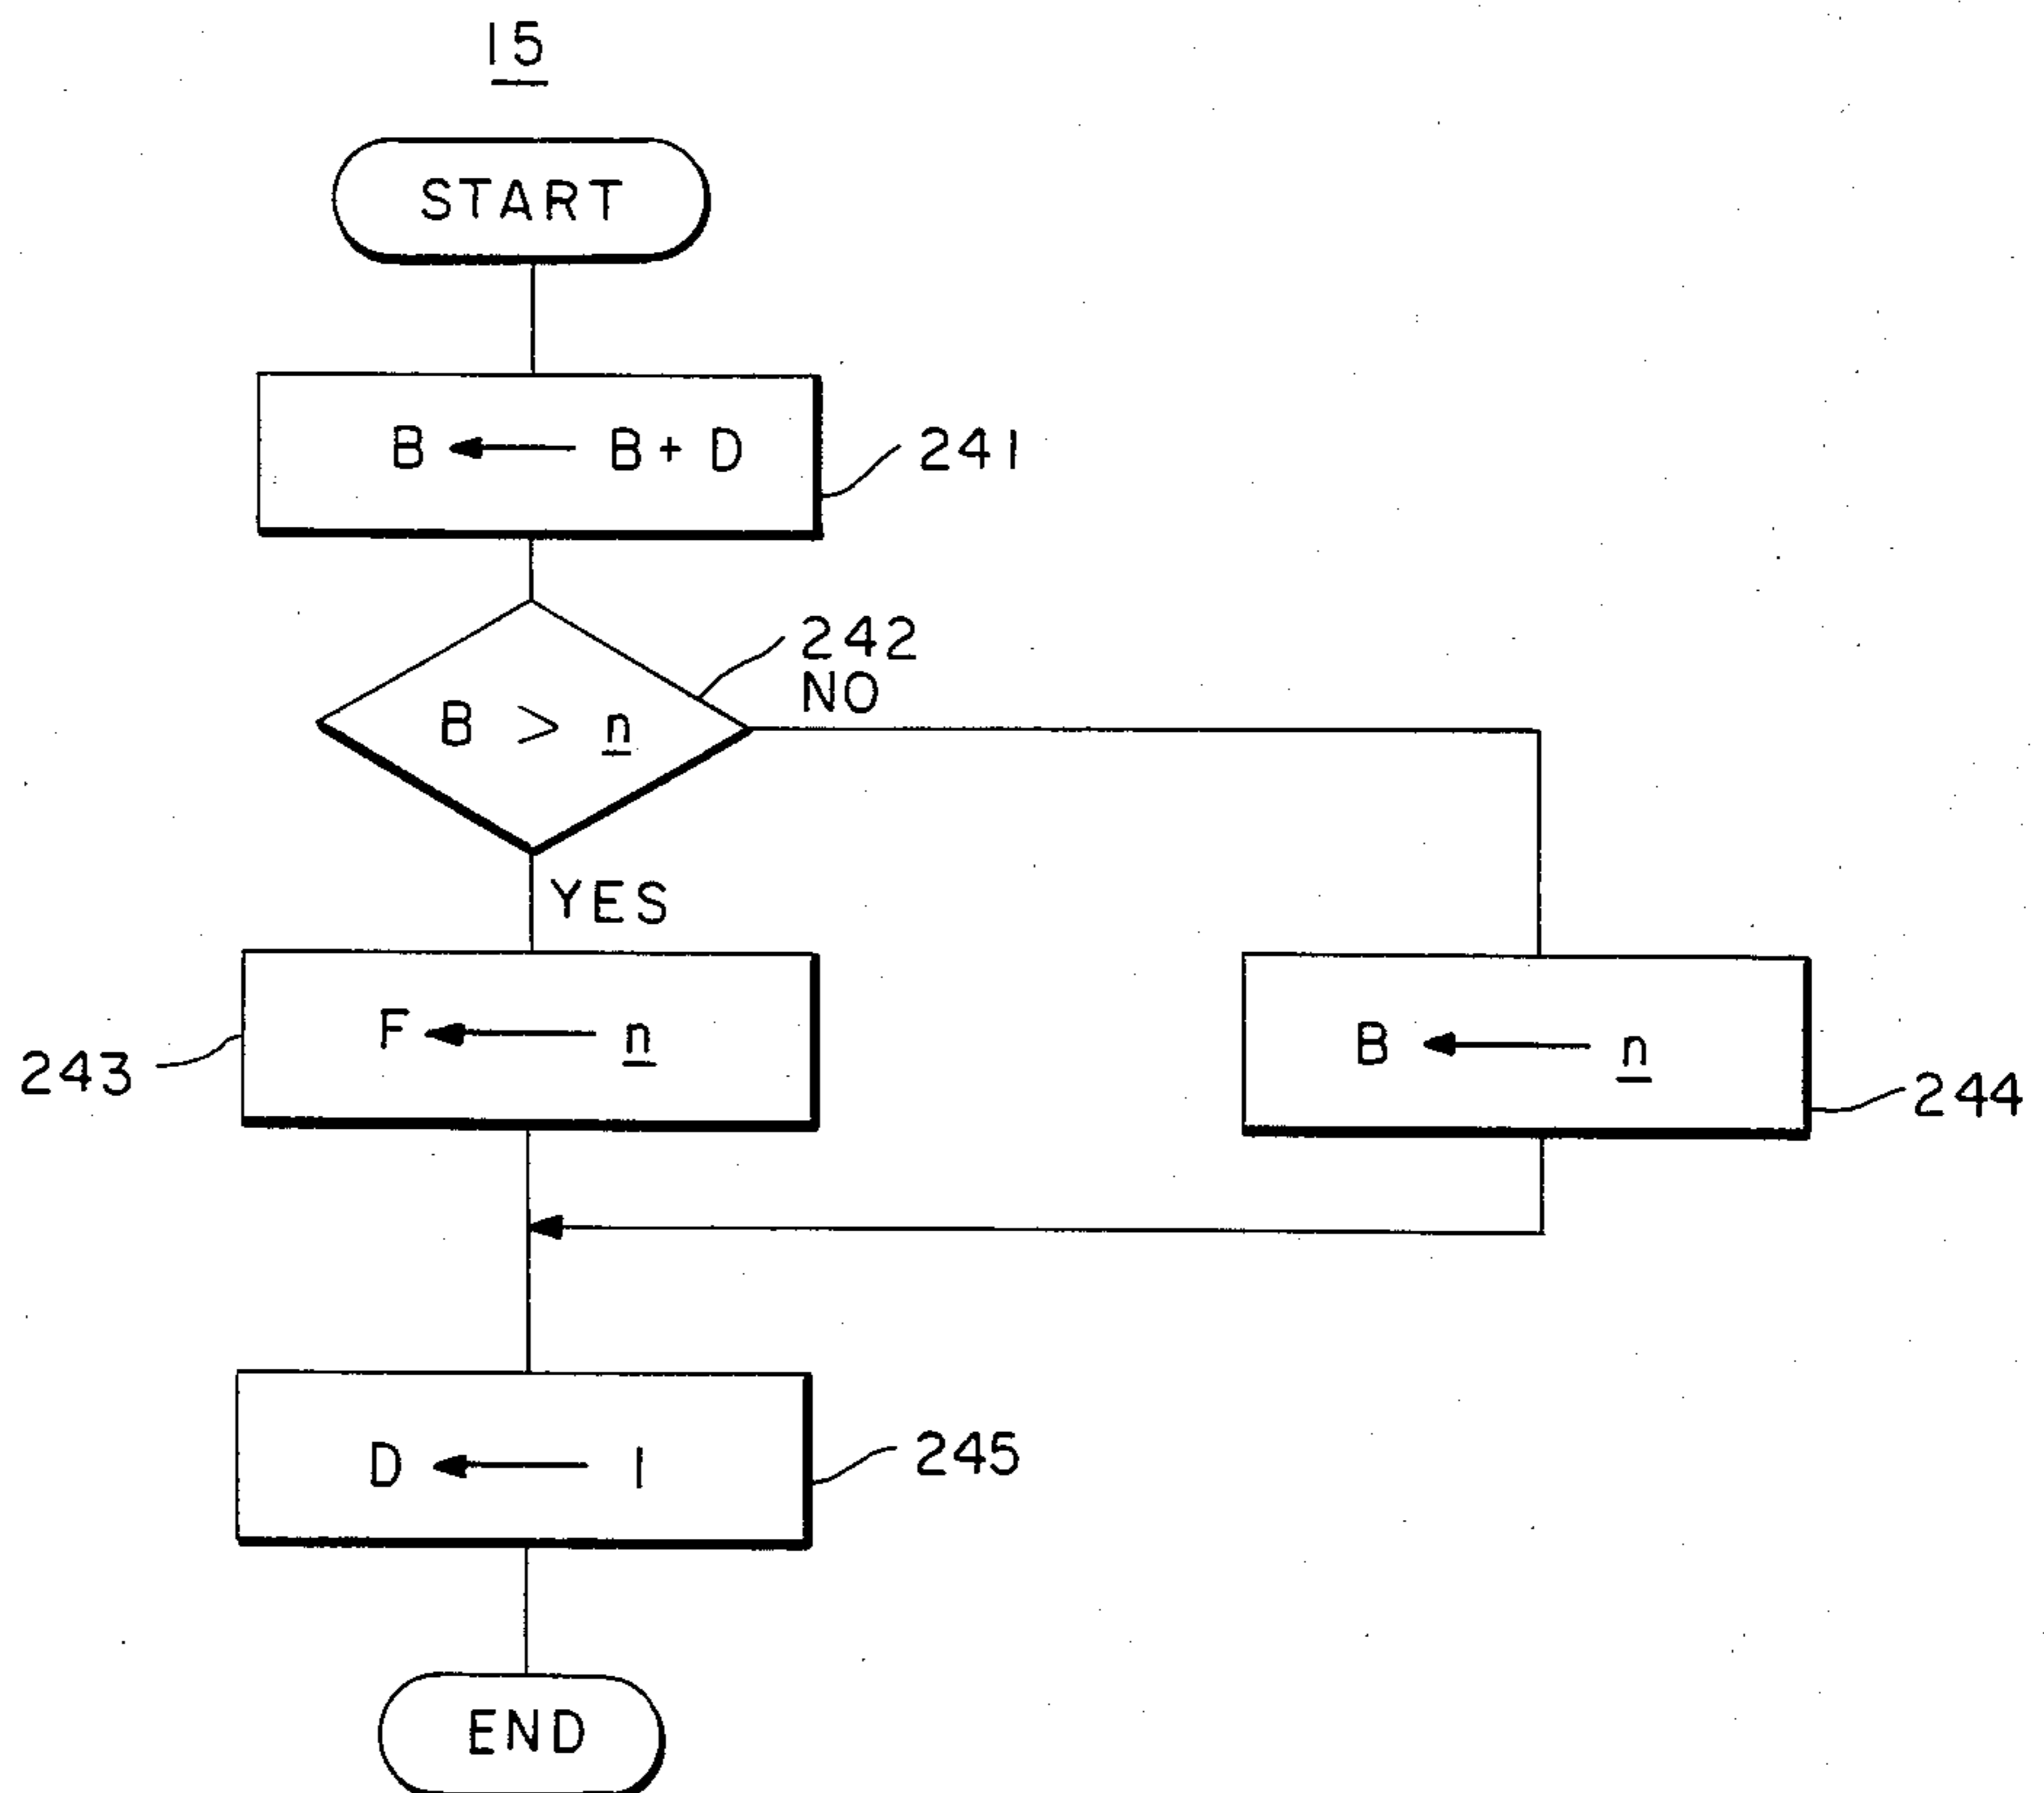 15
START
B ← B + D
241
242
NO
B > n
YES
F ← n
243
B ← n
244
D ← 1
245
END